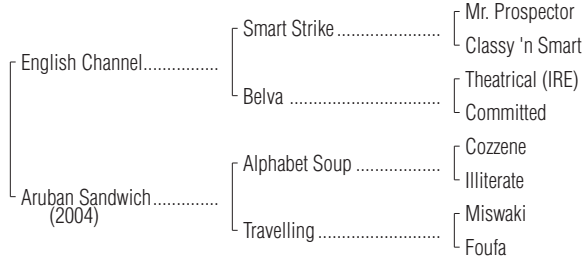 Mr. Prospector
Smart Strike ....................
Classy 'n Smart
English Channel...............
Theatrical (IRE)
Belva .............................
Committed
Cozzene
Alphabet Soup ................
Illiterate
Aruban Sandwich.............
(2004)
Miswaki
Travelling .......................
Foufa